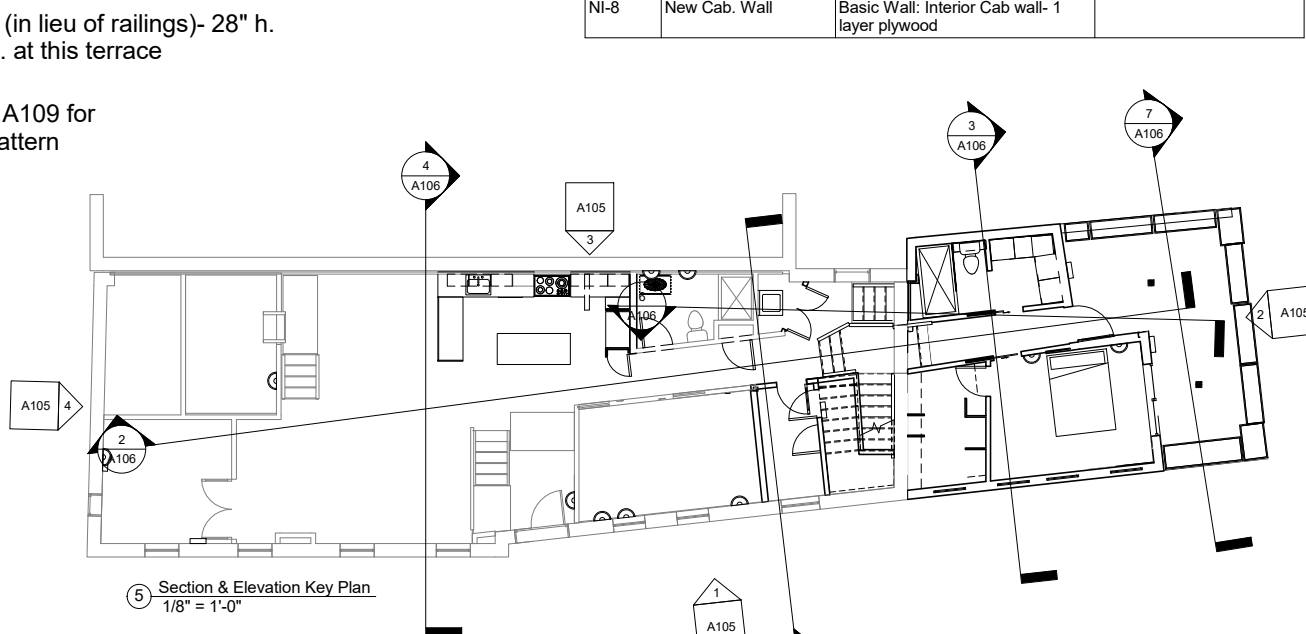 (in lieu of railings)- 28" h.
. at this terrace
A109 for
attern
NI-8
New Cab. Wall
Basic Wall: Interior Cab wall- 1
layer plywood
4
A106
A105
3
3
A106
7
A106
A106
2
A105
A105
4
2
A106
5
Section & Elevation Key Plan
1/8" = 1'-0"
1
A105